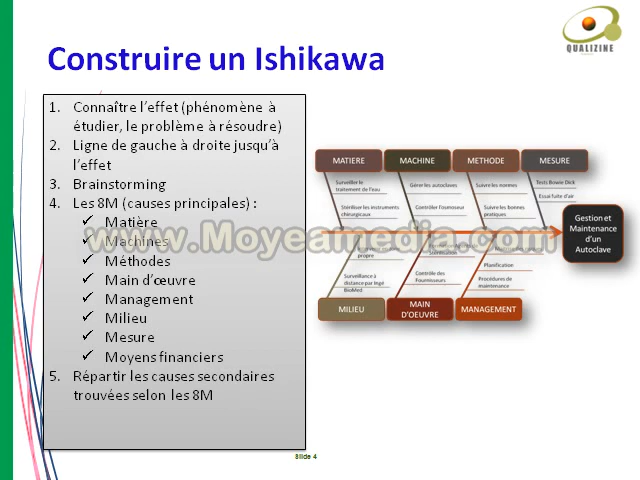 QUALIZINE
Construire un Ishikawa
1. Connaître l'effet (phénomène à
étudier, le problème à résoudre)
2. Ligne de gauche à droite jusqu'à
l'effet
3. Brainstorming
4. Les 8M (causes principales) :
✓ Matière
✓ Machines
✓ Méthodes
✓ Main d'œuvre
✓ Management
✓ Milieu
✓ Mesure
✓ Moyens financiers
5. Répartir les causes secondaires
trouvées selon les 8M
www.Moyeamedia.com
MATIERE
MACHINE
METHODE
MESURE
Surveiller le
traitement de l'eau
Gérer les autoclaves
Suivre les normes
Tests Bowie Dick
Essai fuite d'air
Stériliser les instruments
chirurgicaux
Contrôler l'osmoseur
Suivre les bonnes
pratiques
Gestion et
Maintenance
d'un
Autoclave
propre
Stérilisation
Planification
Surveillance à
distance par Ingé
BioMed
Contrôle des
Fournisseurs
Procédures de
maintenance
MILIEU
MAIN
D'OEUVRE
MANAGEMENT
Slide 4